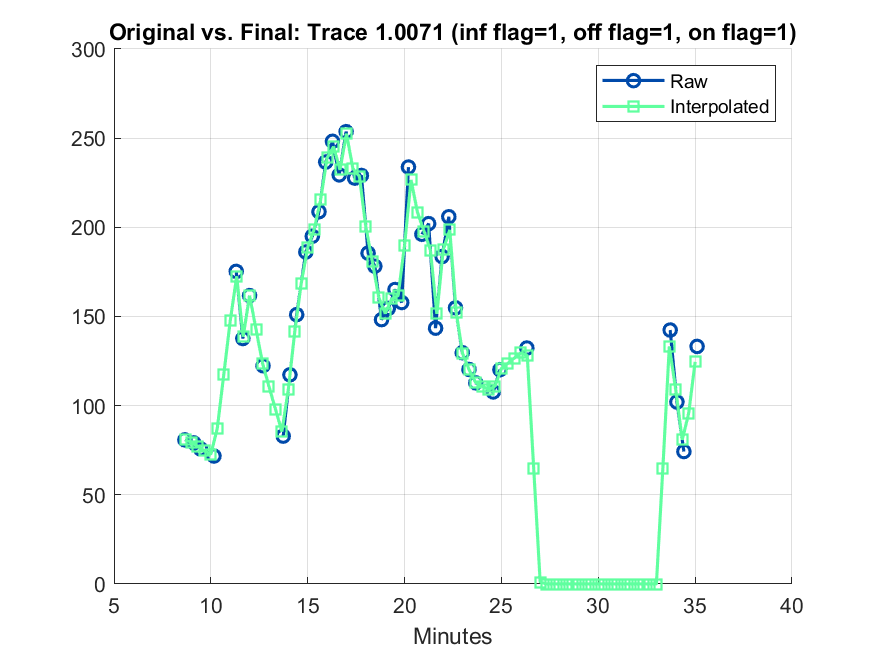 Original vs. Final: Trace 1.0071 (inf flag=1, off flag=1, on flag=1)
300
250
200
150
100
50
0
Raw
Interpolated
5 10 15 20 25 30 35 40
Minutes